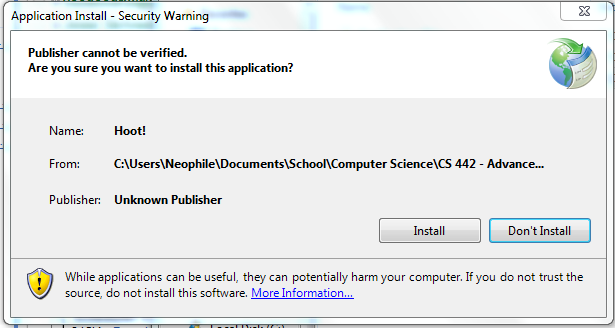 Application Install - Security Warning
Publisher cannot be verified.
Are you sure you want to install this application?
Name: Hoot!
From: C:\Users\Neophile\Documents\School\Computer Science\CS 442 - Advance...
Publisher: Unknown Publisher
Install Don't Install
While applications can be useful, they can potentially harm your computer. If you do not trust the
source, do not install this software. More Information...